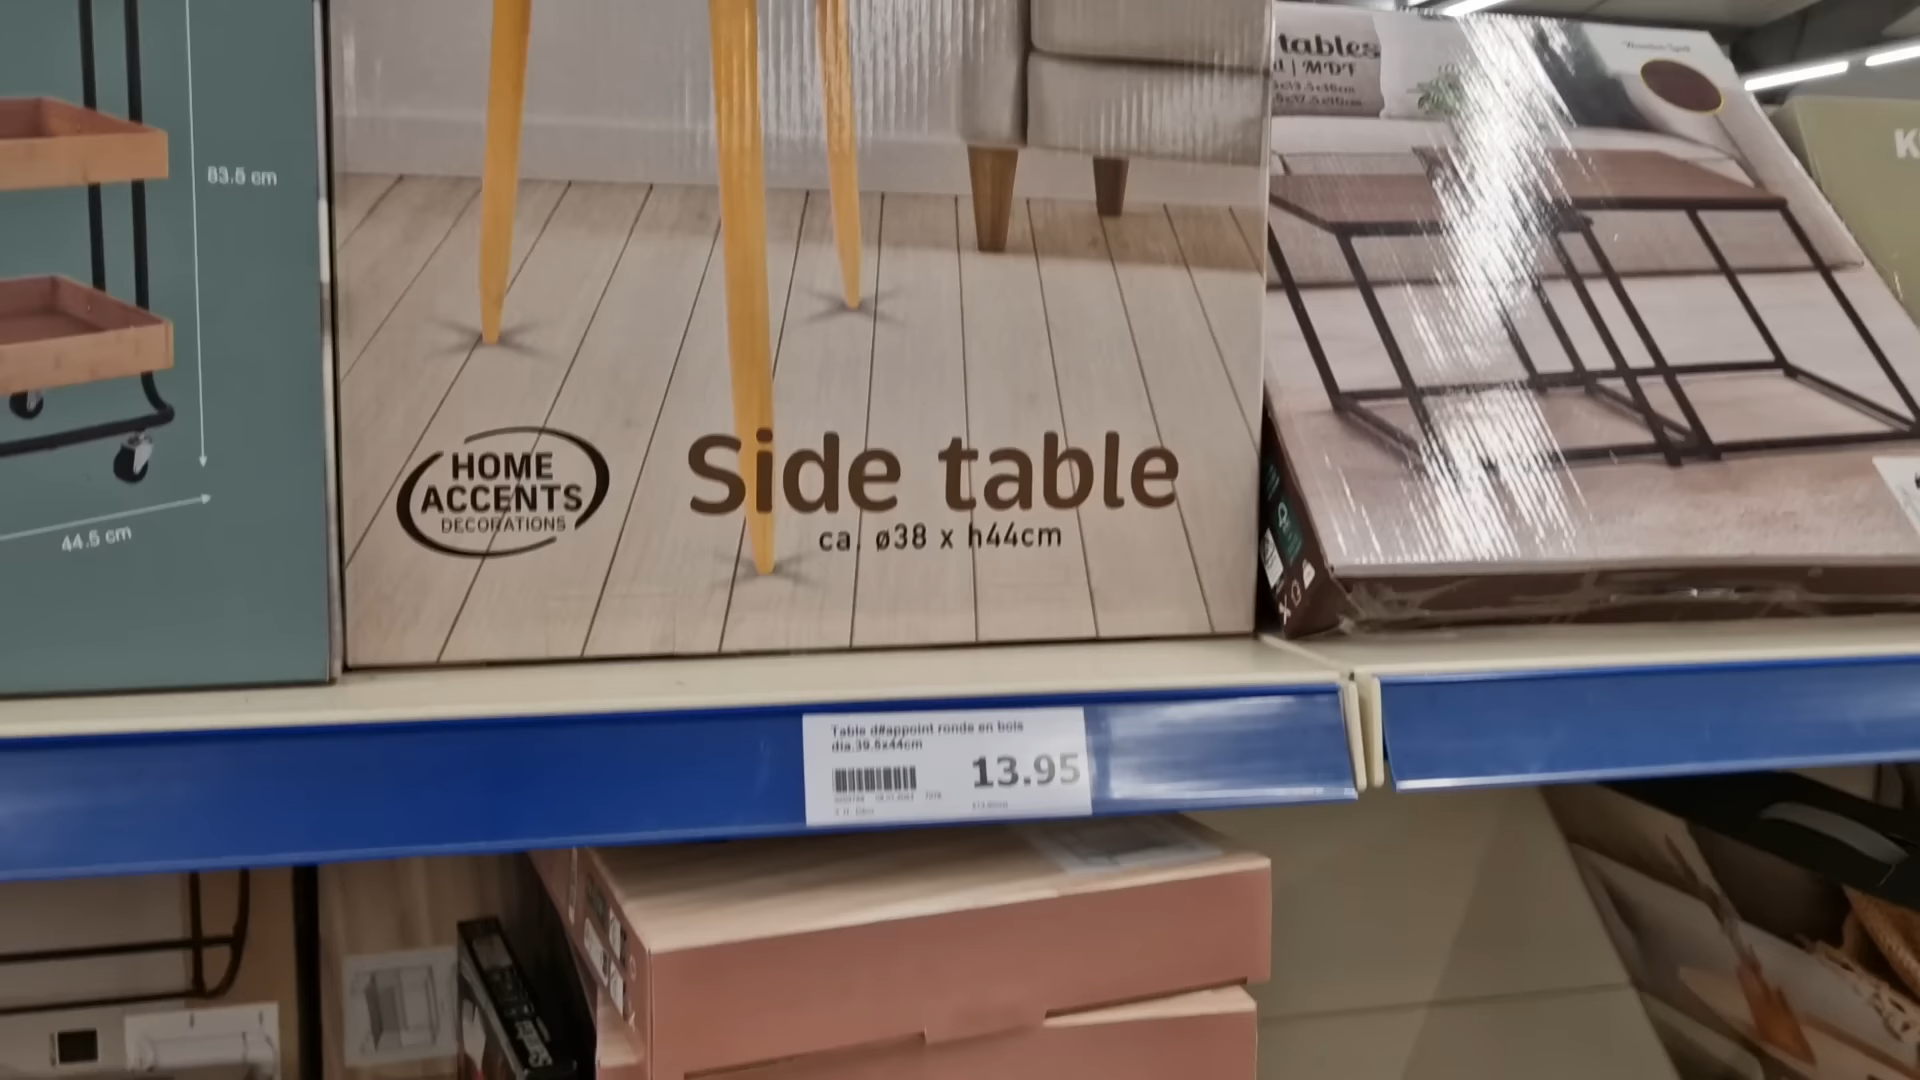 83.5 cm
44.5 cm
HOME
ACCENTS
DECORATIONS
Side table
ca. ø38 x h44cm
tables
| MDF
K
Table d#appoint ronde en bois
dia.39.5x44cm
13.95